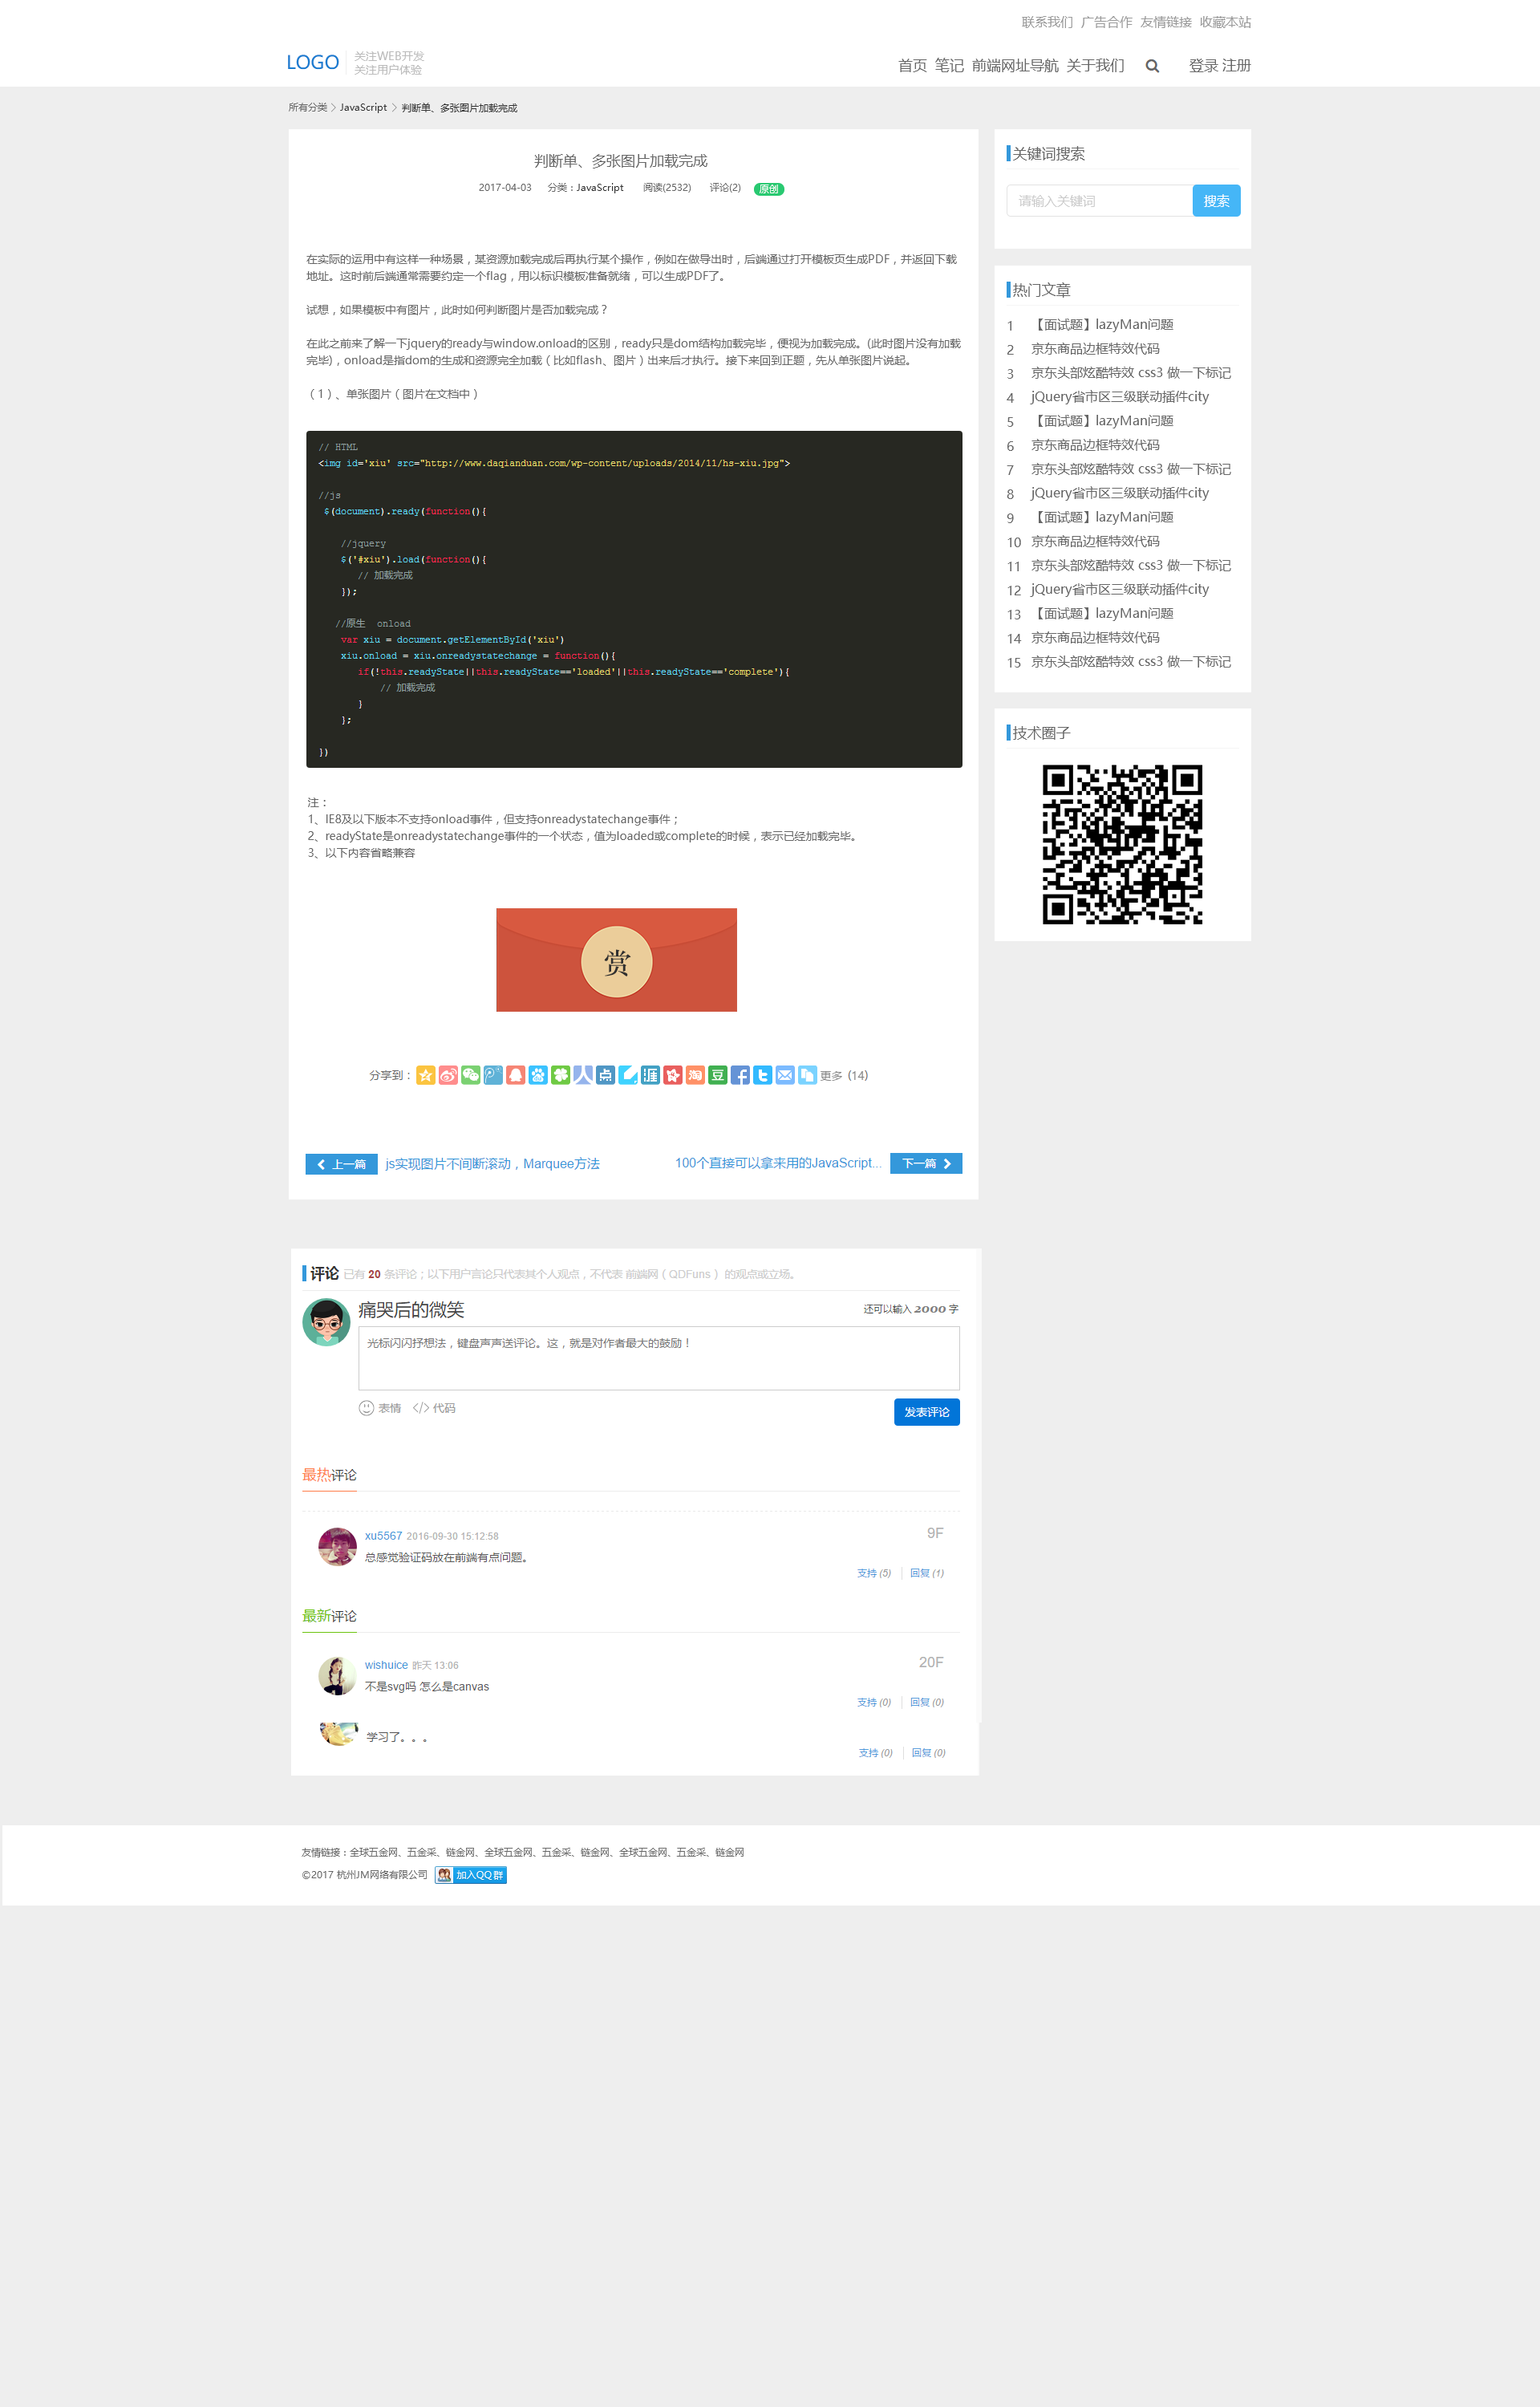 联系我们 广告合作 友情链接 收藏本站
LOGO
关注WEB开发
关注用户体验
首页 笔记 前端网址导航 关于我们 登录 注册
所有分类 > JavaScript > 判断单、多张图片加载完成
判断单、多张图片加载完成
2017-04-03 分类：JavaScript 阅读(2532) 评论(2) 原创
在实际的运用中有这样一种场景，某资源加载完成后再执行某个操作，例如在做导出时，后端通过打开模板页生成PDF，并返回下载
地址。这时前后端通常需要约定一个flag，用以标识模板准备就绪，可以生成PDF了。
试想，如果模板中有图片，此时如何判断图片是否加载完成？
在此之前来了解一下jquery的ready与window.onload的区别，ready只是dom结构加载完毕，便视为加载完成。(此时图片没有加载
完毕)，onload是指dom的生成和资源完全加载（比如flash、图片）出来后才执行。接下来回到正题，先从单张图片说起。
（1）、单张图片（图片在文档中）
// HTML
<img id='xiu' src="http://www.daqianduan.com/wp-content/uploads/2014/11/hs-xiu.jpg">
//js
$(document).ready(function(){
//jquery
$('#xiu').load(function(){
// 加载完成
});
//原生 onload
var xiu = document.getElementById('xiu')
xiu.onload = xiu.onreadystatechange = function(){
if(!this.readyState||this.readyState=='loaded'||this.readyState=='complete'){
// 加载完成
}
};
})
注：
1、IE8及以下版本不支持onload事件，但支持onreadystatechange事件；
2、readyState是onreadystatechange事件的一个状态，值为loaded或complete的时候，表示已经加载完毕。
3、以下内容省略兼容
赏
分享到： 点 涯 淘 豆 更多 (14)
上一篇 js实现图片不间断滚动，Marquee方法
100个直接可以拿来用的JavaScript... 下一篇
关键词搜索
请输入关键词 搜索
热门文章
1 【面试题】lazyMan问题
2 京东商品边框特效代码
3 京东头部炫酷特效 css3 做一下标记
4 jQuery省市区三级联动插件city
5 【面试题】lazyMan问题
6 京东商品边框特效代码
7 京东头部炫酷特效 css3 做一下标记
8 jQuery省市区三级联动插件city
9 【面试题】lazyMan问题
10 京东商品边框特效代码
11 京东头部炫酷特效 css3 做一下标记
12 jQuery省市区三级联动插件city
13 【面试题】lazyMan问题
14 京东商品边框特效代码
15 京东头部炫酷特效 css3 做一下标记
技术圈子
评论 已有 20 条评论；以下用户言论只代表其个人观点，不代表 前端网（QDFuns） 的观点或立场。
痛哭后的微笑 还可以输入 2000 字
光标闪闪抒想法，键盘声声送评论。这，就是对作者最大的鼓励！
表情 </> 代码 发表评论
最热评论
xu5567 2016-09-30 15:12:58 9F
总感觉验证码放在前端有点问题。
支持 (5) 回复 (1)
最新评论
wishuice 昨天 13:06 20F
不是svg吗 怎么是canvas
支持 (0) 回复 (0)
学习了。。。
支持 (0) 回复 (0)
友情链接：全球五金网、五金采、链金网、全球五金网、五金采、链金网、全球五金网、五金采、链金网
©2017 杭州JM网络有限公司 加入QQ群